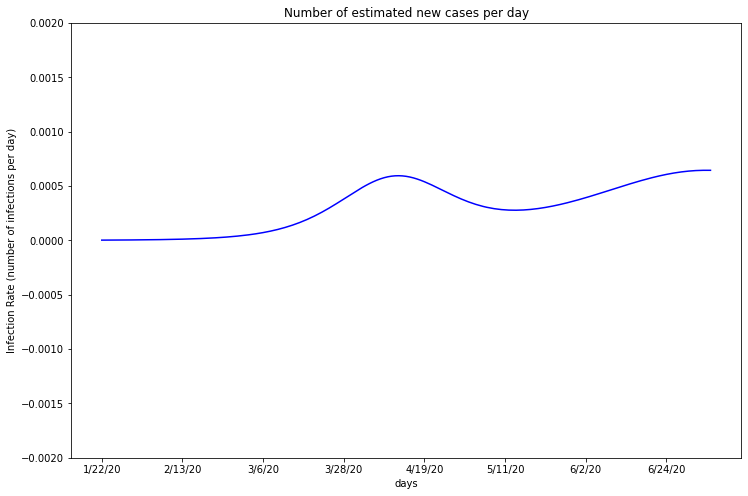 Number of estimated new cases per day
Infection Rate (number of infections per day)
0.0020
0.0015
0.0010
0.0005
0.0000
−0.0005
−0.0010
−0.0015
−0.0020
1/22/20 2/13/20 3/6/20 3/28/20 4/19/20 5/11/20 6/2/20 6/24/20
days